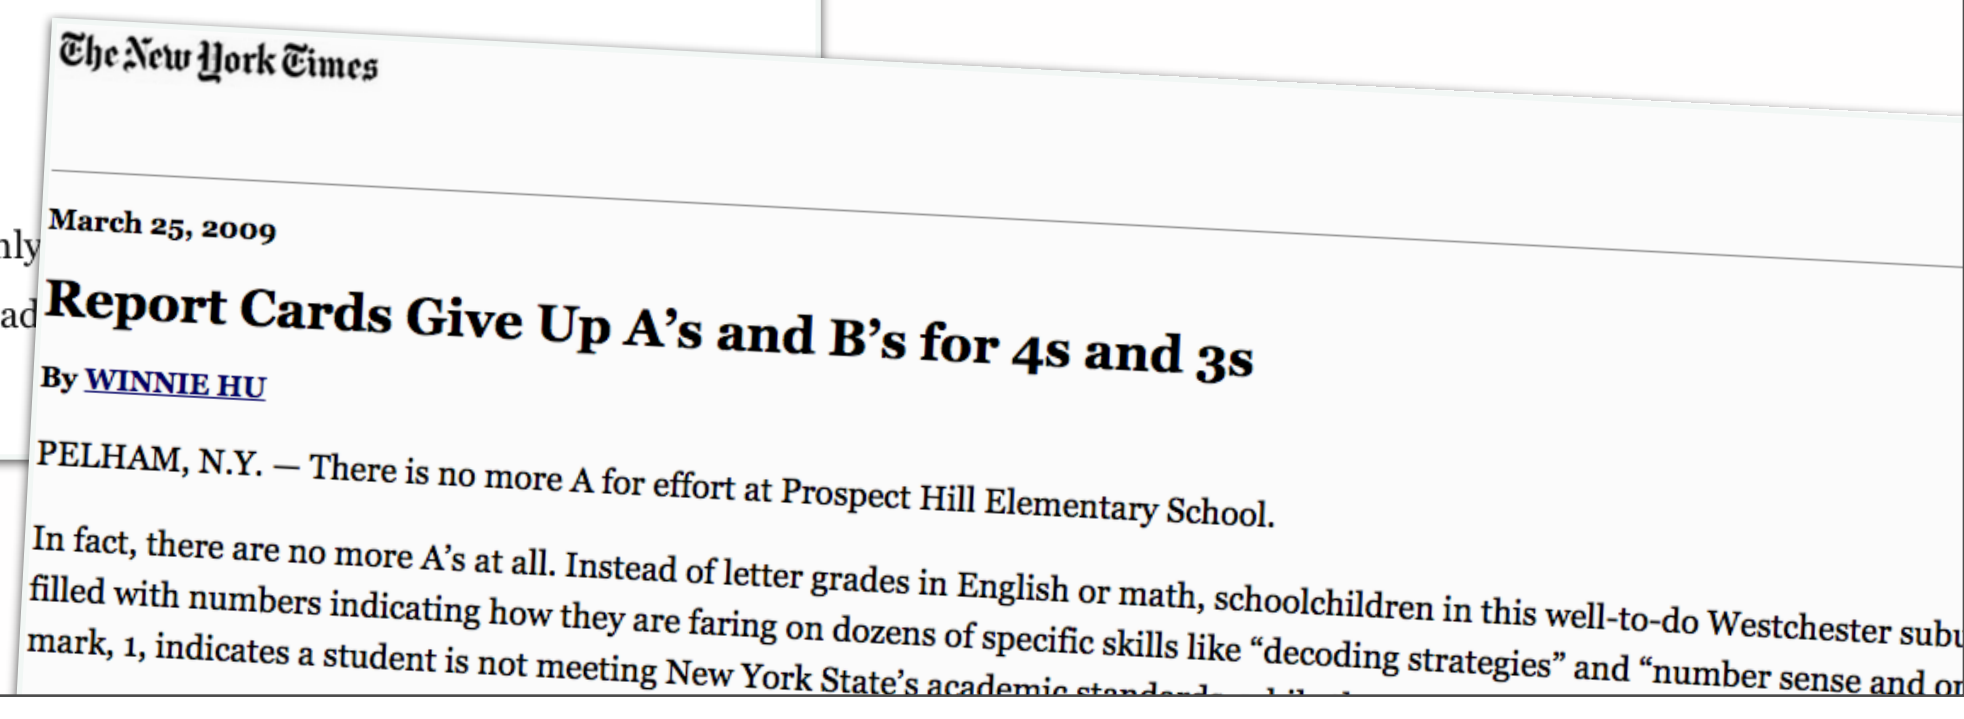 The New York Times
March 25, 2009
Report Cards Give Up A’s and B’s for 4s and 3s
By WINNIE HU
PELHAM, N.Y. — There is no more A for effort at Prospect Hill Elementary School.
In fact, there are no more A’s at all. Instead of letter grades in English or math, schoolchildren in this well-to-do Westchester
filled with numbers indicating how they are faring on dozens of specific skills like “decoding strategies” and “number sense and
mark, 1, indicates a student is not meeting New York State’s academic standards